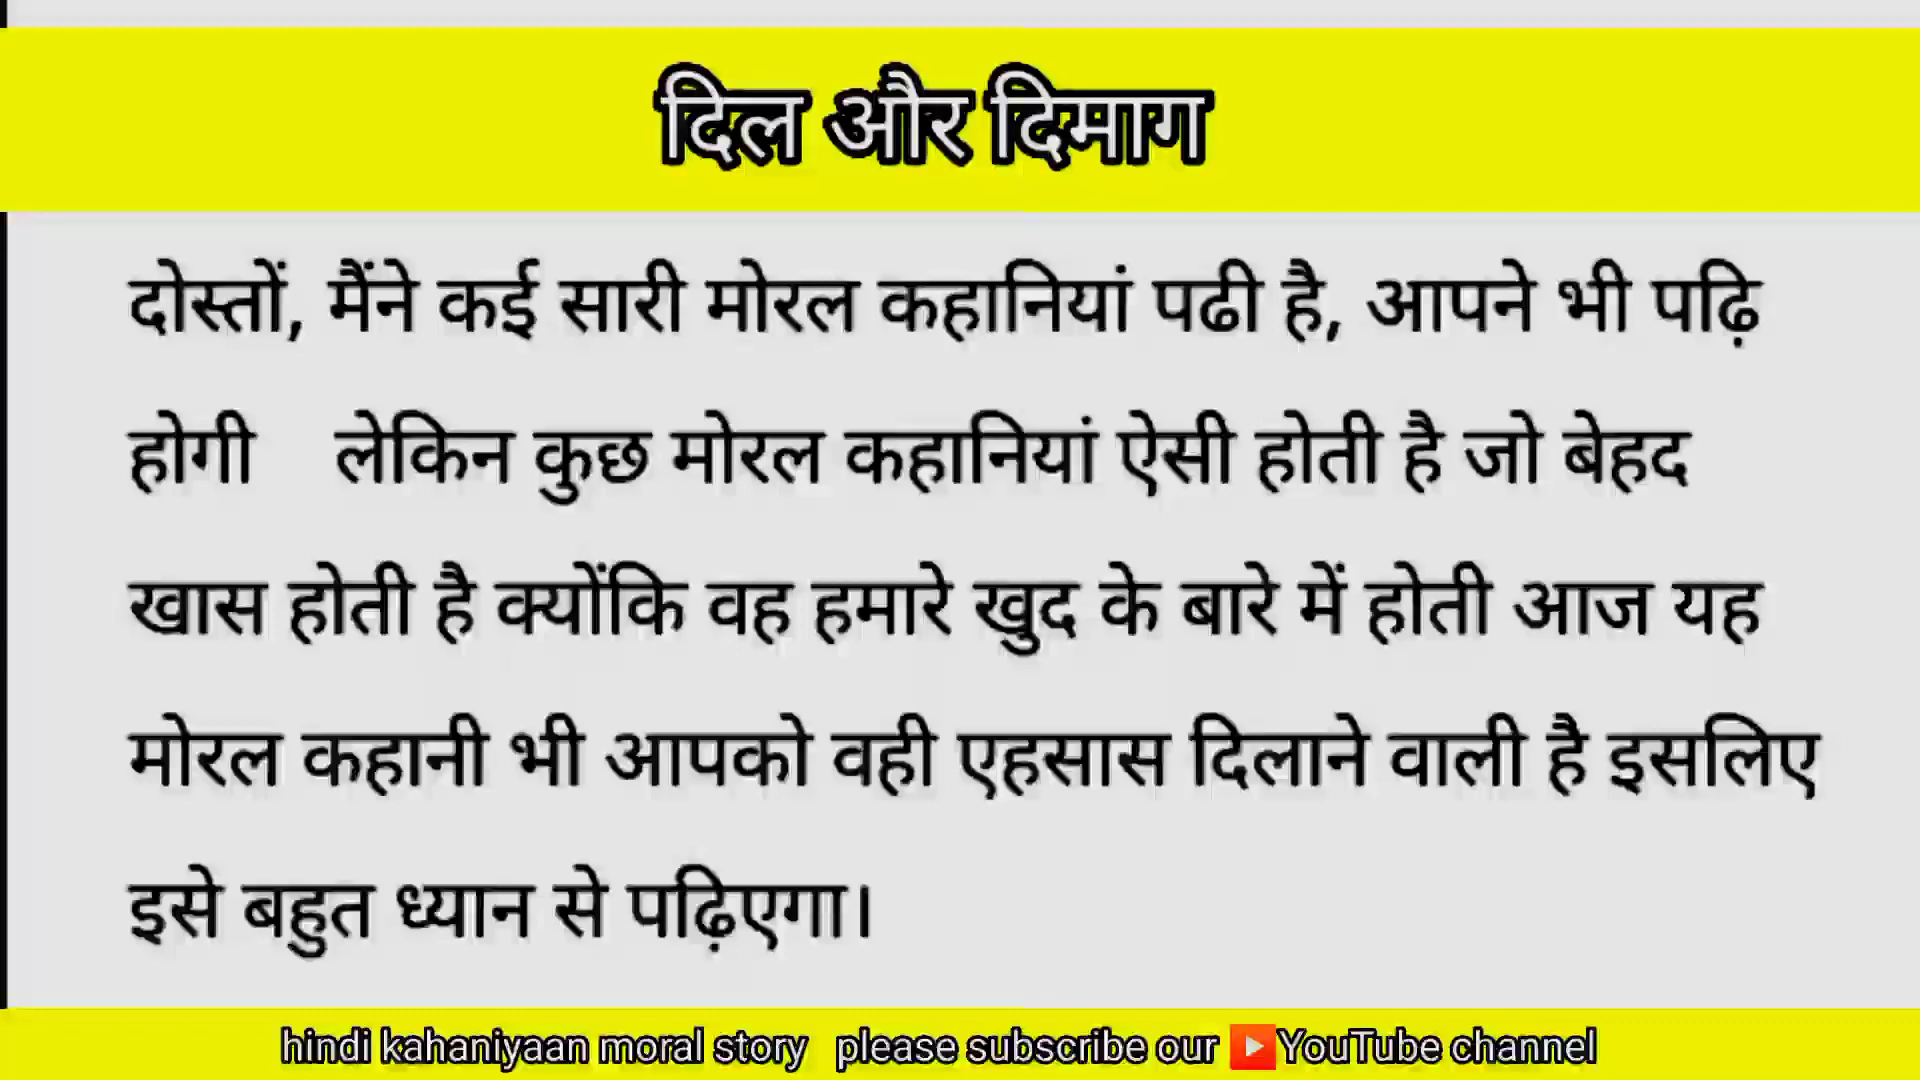 दिल और दिमाग
दोस्तों, मैंने कई सारी मोरल कहानियां पढी है, आपने भी पढ़ि
होगी लेकिन कुछ मोरल कहानियां ऐसी होती है जो बेहद
खास होती है क्योंकि वह हमारे खुद के बारे में होती आज यह
मोरल कहानी भी आपको वही एहसास दिलाने वाली है इसलिए
इसे बहुत ध्यान से पढ़िएगा।
hindi kahaniyaan moral story please subscribe our YouTube channel